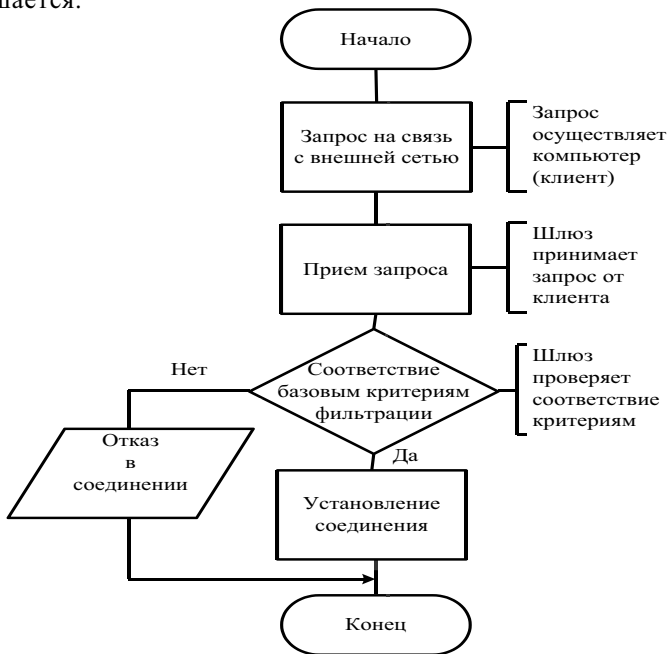 Начало
Запрос на связь
с внешней сетью
Запрос
осуществляет
компьютер
(клиент)
Прием запроса
Шлюз
принимает
запрос от
клиента
Нет
Соответствие
базовым критериям
фильтрации
Шлюз
проверяет
соответствие
критериям
Отказ
в
соединении
Да
Установление
соединения
Конец